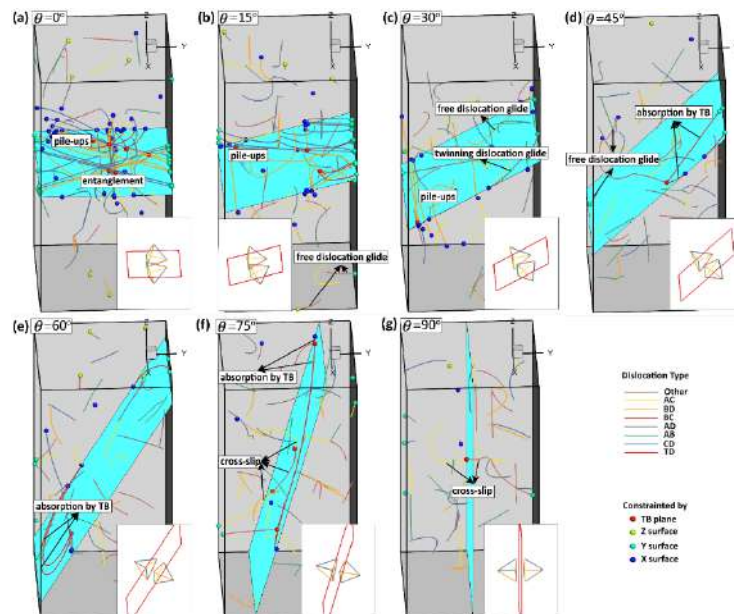 (a) θ=0°
Z
Y
X
pile-ups
entanglement
(b) θ=15°
Z
Y
X
pile-ups
free dislocation glide
(c) θ=30°
Z
Y
X
free dislocation glide
twinning dislocation glide
pile-ups
(d) θ=45°
Z
Y
X
absorption by TB
free dislocation glide
(e) θ=60°
Z
Y
X
absorption by TB
(f) θ=75°
Z
Y
X
absorption by TB
cross-slip
(g) θ=90°
Z
Y
X
cross-slip
Dislocation Type
Other
AC
BD
BC
AD
AB
CD
TD
Constrainted by
TB plane
Z surface
Y surface
X surface